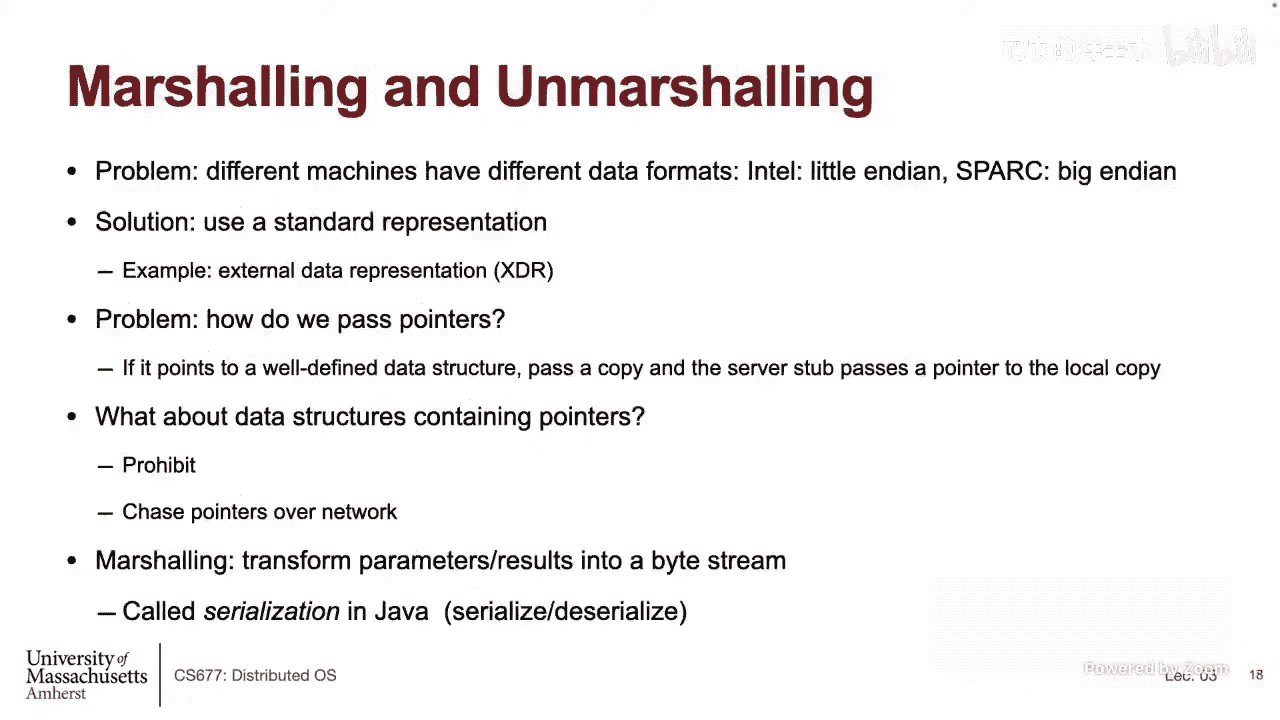 bilibili
Marshalling and Unmarshalling
• Problem: different machines have different data formats: Intel: little endian, SPARC: big endian
• Solution: use a standard representation
– Example: external data representation (XDR)
• Problem: how do we pass pointers?
– If it points to a well-defined data structure, pass a copy and the server stub passes a pointer to the local copy
• What about data structures containing pointers?
– Prohibit
– Chase pointers over network
• Marshalling: transform parameters/results into a byte stream
– Called serialization in Java (serialize/deserialize)
University of
Massachusetts
Amherst
CS677: Distributed OS
Powered by Zoom
Lec. 03